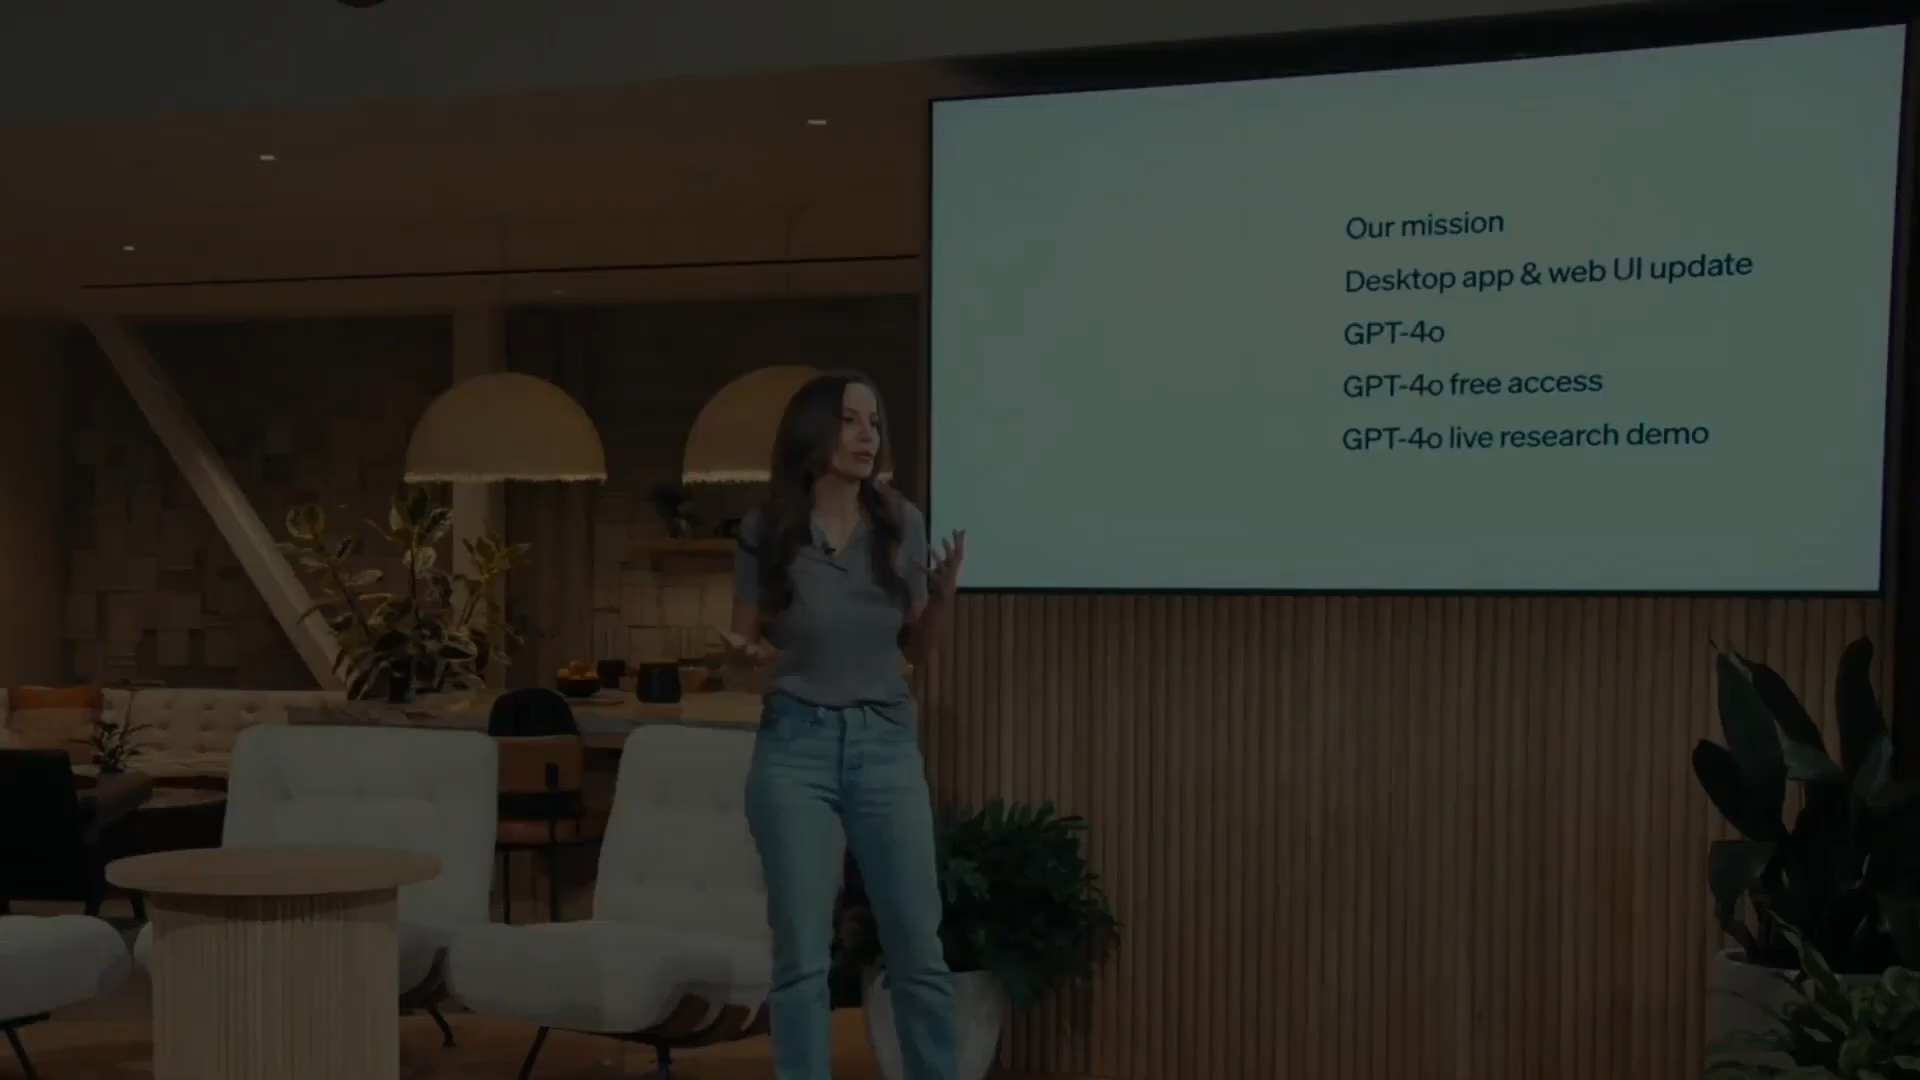 Our mission
Desktop app & web UI update
GPT-4o
GPT-4o free access
GPT-4o live research demo